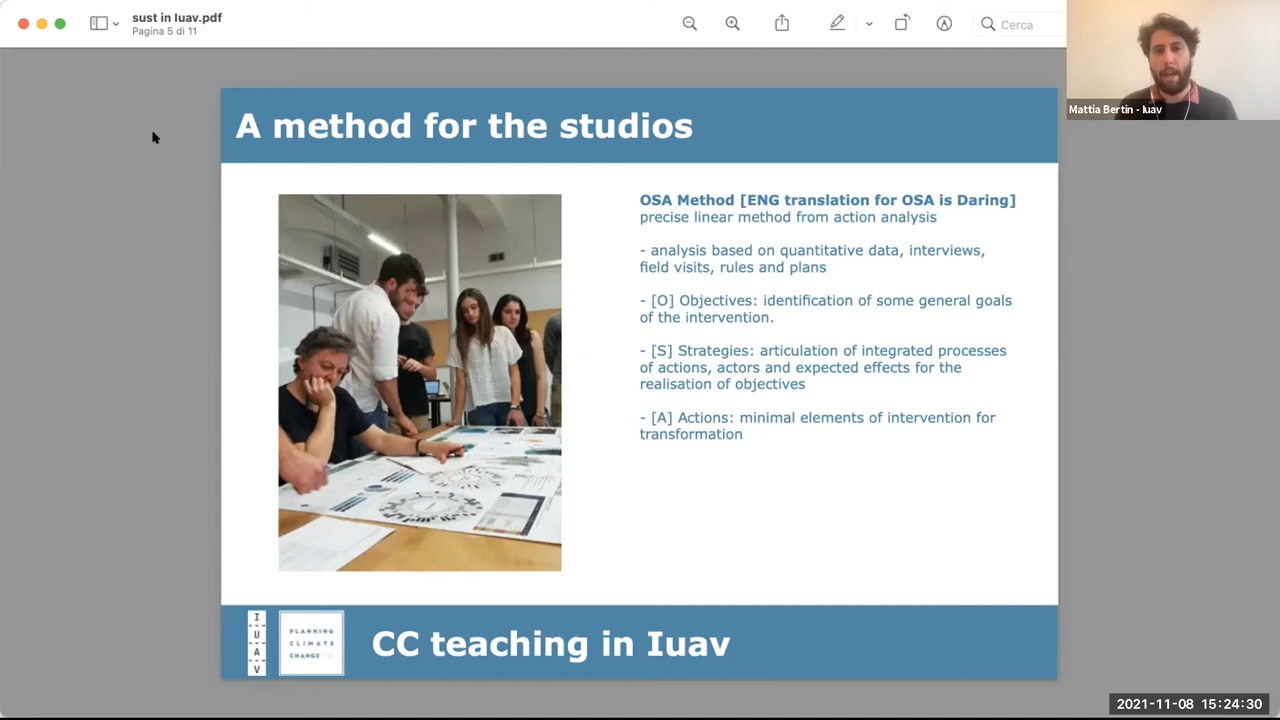 sust in Iuav.pdf
Pagina 5 di 11
Cerca
Mattia Bertin - Iuav
A method for the studios
OSA Method [ENG translation for OSA is Daring]
precise linear method from action analysis
- analysis based on quantitative data, interviews,
field visits, rules and plans
- [O] Objectives: identification of some general goals
of the intervention.
- [S] Strategies: articulation of integrated processes
of actions, actors and expected effects for the
realisation of objectives
- [A] Actions: minimal elements of intervention for
transformation
I
U
A
V
PLANNING
CLIMATE
CHANGE
CC teaching in Iuav
2021-11-08 15:24:30